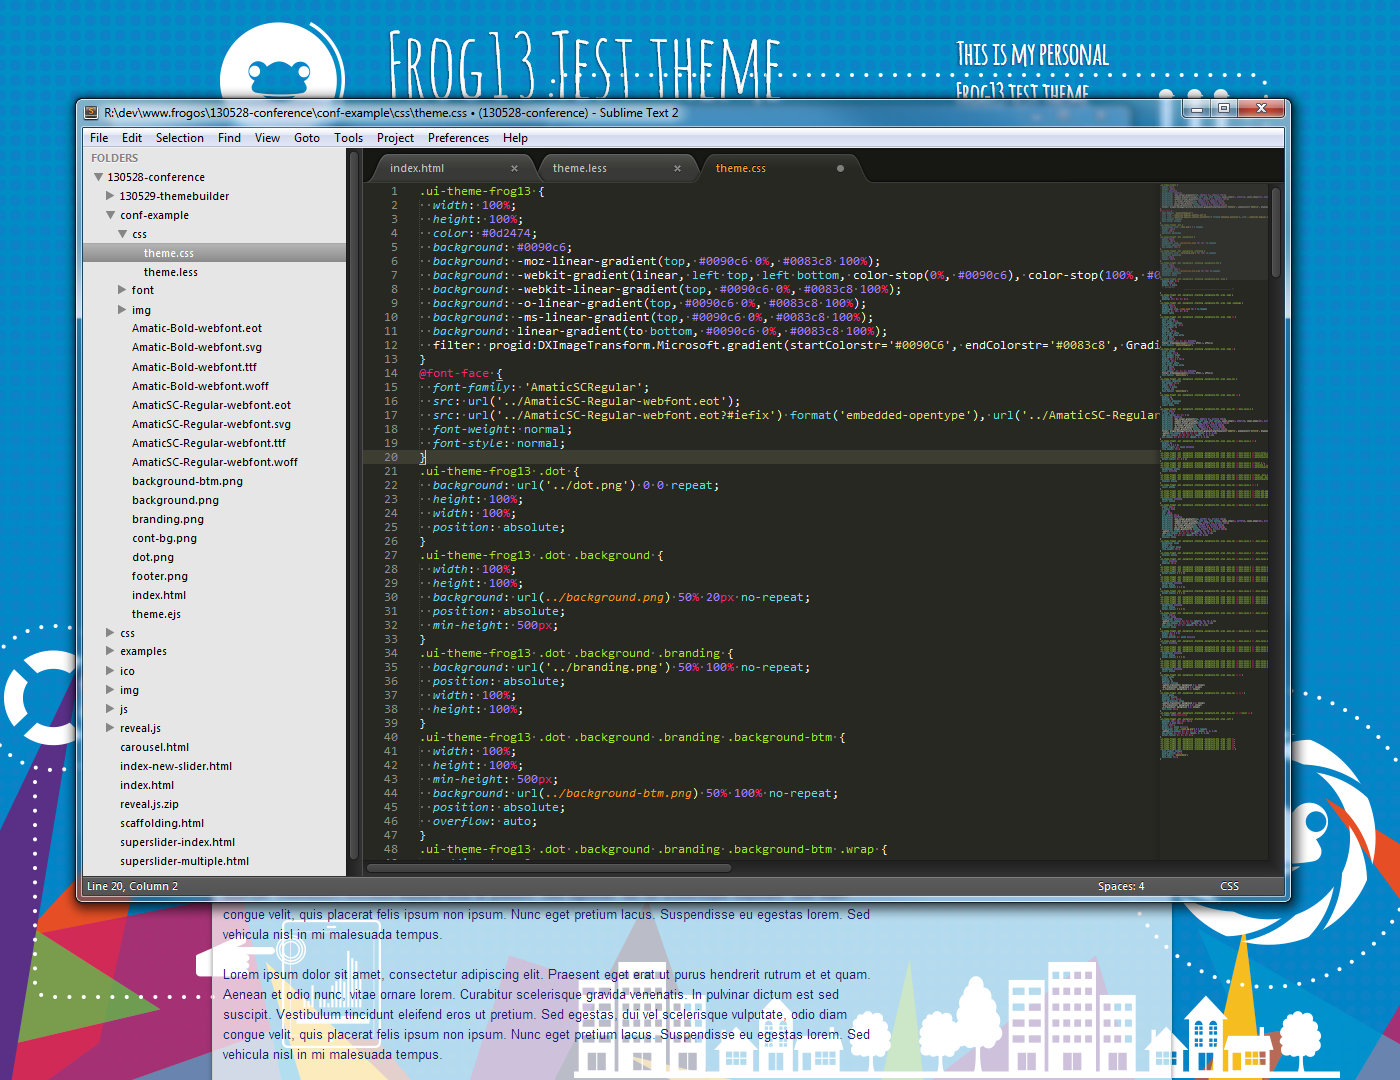 Frog13 Test theme
This is my personal
Frog13 test theme
R:\dev\www.frogos\130528-conference\conf-example\css\theme.css • (130528-conference) - Sublime Text 2
File Edit Selection Find View Goto Tools Project Preferences Help
FOLDERS
130528-conference
130529-themebuilder
conf-example
css
theme.css
theme.less
font
img
Amatic-Bold-webfont.eot
Amatic-Bold-webfont.svg
Amatic-Bold-webfont.ttf
Amatic-Bold-webfont.woff
AmaticSC-Regular-webfont.eot
AmaticSC-Regular-webfont.svg
AmaticSC-Regular-webfont.ttf
AmaticSC-Regular-webfont.woff
background-btm.png
background.png
branding.png
cont-bg.png
dot.png
footer.png
index.html
theme.ejs
css
examples
ico
img
js
reveal.js
carousel.html
index-new-slider.html
index.html
reveal.js.zip
scaffolding.html
superslider-index.html
superslider-multiple.html
index.html theme.less theme.css
1 .ui-theme-frog13 {
2 width: 100%;
3 height: 100%;
4 color: #0d2474;
5 background: #0090c6;
6 background: -moz-linear-gradient(top, #0090c6 0%, #0083c8 100%);
7 background: -webkit-gradient(linear, left top, left bottom, color-stop(0%, #0090c6), color-stop(100%, #0
8 background: -webkit-linear-gradient(top, #0090c6 0%, #0083c8 100%);
9 background: -o-linear-gradient(top, #0090c6 0%, #0083c8 100%);
10 background: -ms-linear-gradient(top, #0090c6 0%, #0083c8 100%);
11 background: linear-gradient(to bottom, #0090c6 0%, #0083c8 100%);
12 filter: progid:DXImageTransform.Microsoft.gradient(startColorstr='#0090C6', endColorstr='#0083c8', Gradi
13 }
14 @font-face {
15 font-family: 'AmaticSCRegular';
16 src: url('../AmaticSC-Regular-webfont.eot');
17 src: url('../AmaticSC-Regular-webfont.eot?#iefix') format('embedded-opentype'), url('../AmaticSC-Regular
18 font-weight: normal;
19 font-style: normal;
20 }
21 .ui-theme-frog13 .dot {
22 background: url('../dot.png') 0 0 repeat;
23 height: 100%;
24 width: 100%;
25 position: absolute;
26 }
27 .ui-theme-frog13 .dot .background {
28 width: 100%;
29 height: 100%;
30 background: url(../background.png) 50% 20px no-repeat;
31 position: absolute;
32 min-height: 500px;
33 }
34 .ui-theme-frog13 .dot .background .branding {
35 background: url('../branding.png') 50% 100% no-repeat;
36 position: absolute;
37 width: 100%;
38 height: 100%;
39 }
40 .ui-theme-frog13 .dot .background .branding .background-btm {
41 width: 100%;
42 height: 100%;
43 min-height: 500px;
44 background: url(../background-btm.png) 50% 100% no-repeat;
45 position: absolute;
46 overflow: auto;
47 }
48 .ui-theme-frog13 .dot .background .branding .background-btm .wrap {
Line 20, Column 2 Spaces: 4 CSS
congue velit, quis placerat felis ipsum non ipsum. Nunc eget pretium lacus. Suspendisse eu egestas lorem. Sed
vehicula nisl in mi malesuada tempus.
Lorem ipsum dolor sit amet, consectetur adipiscing elit. Praesent eget erat ut purus hendrerit rutrum et et quam.
Aenean et odio nunc, vitae ornare lorem. Curabitur scelerisque gravida venenatis. In pulvinar dictum est sed
suscipit. Vestibulum tincidunt eleifend eros ut pretium. Sed egestas, dui vel scelerisque vulputate, odio diam
congue velit, quis placerat felis ipsum non ipsum. Nunc eget pretium lacus. Suspendisse eu egestas lorem. Sed
vehicula nisl in mi malesuada tempus.